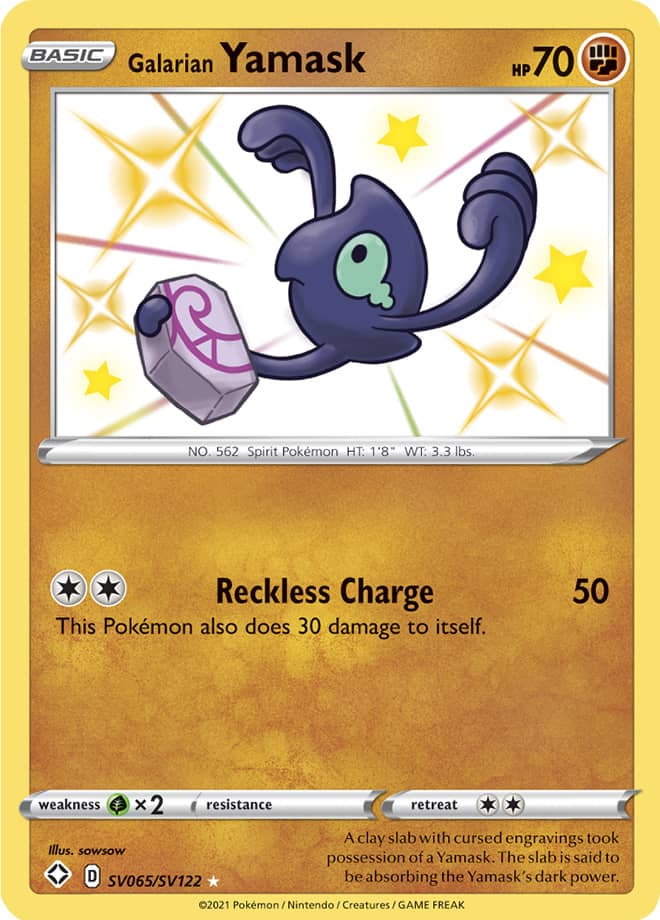 BASIC
Galarian Yamask HP 70
NO. 562 Spirit Pokémon HT: 1'8" WT: 3.3 lbs.
Reckless Charge 50
This Pokémon also does 30 damage to itself.
weakness ×2 resistance retreat
A clay slab with cursed engravings took
possession of a Yamask. The slab is said to
be absorbing the Yamask's dark power.
Illus. sowsow
D SV065/SV122
©2021 Pokémon / Nintendo / Creatures / GAME FREAK